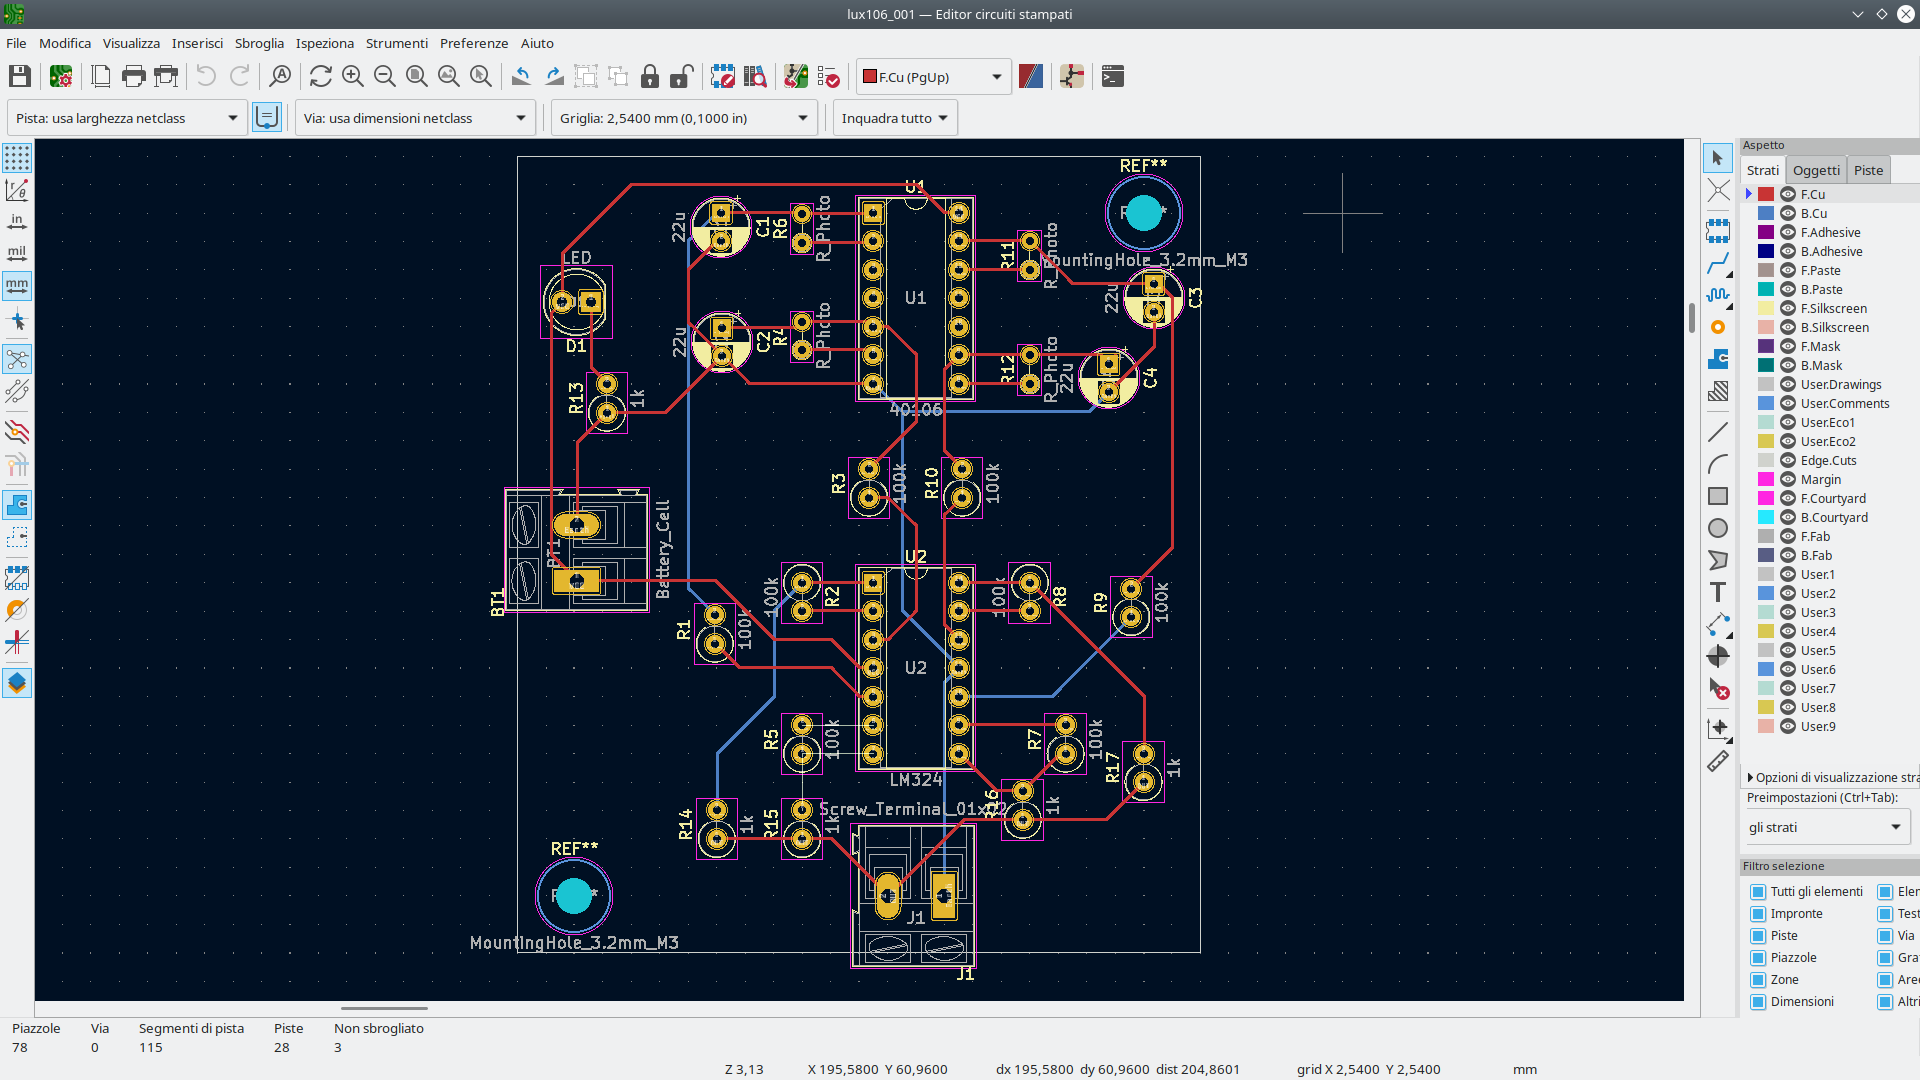 lux106_001 — Editor circuiti stampati
File Modifica Visualizza Inserisci Sbroglia Ispeziona Strumenti Preferenze Aiuto
F.Cu (PgUp)
Pista: usa larghezza netclass
Via: usa dimensioni netclass
Griglia: 2,5400 mm (0,1000 in)
Inquadra tutto
in
mil
mm
REF**
MountingHole_3.2mm_M3
U1
U1
40106
22u
C1
R6
R_Photo
LED
D1
22u
C2
R4
R_Photo
R11
R_Photo
22u
C3
R12
R_Photo
22u
C4
R13
1k
R3
100k
R10
100k
BT1
BT1
Battery_Cell
U2
U2
LM324
R1
100k
100k
R2
100k
R8
R9
100k
R5
100k
R7
100k
R17
1k
R14
1k
R15
1k
Screw_Terminal_01x02
R16
1k
J1
J1
REF**
MountingHole_3.2mm_M3
Aspetto
Strati Oggetti Piste
F.Cu
B.Cu
F.Adhesive
B.Adhesive
F.Paste
B.Paste
F.Silkscreen
B.Silkscreen
F.Mask
B.Mask
User.Drawings
User.Comments
User.Eco1
User.Eco2
Edge.Cuts
Margin
F.Courtyard
B.Courtyard
F.Fab
B.Fab
User.1
User.2
User.3
User.4
User.5
User.6
User.7
User.8
User.9
Opzioni di visualizzazione stra
Preimpostazioni (Ctrl+Tab):
gli strati
Filtro selezione
Tutti gli elementi Elen
Impronte Test
Piste Via
Piazzole Gra
Zone Aree
Dimensioni Altri
Piazzole Via Segmenti di pista Piste Non sbrogliato
78 0 115 28 3
Z 3,13 X 195,5800 Y 60,9600 dx 195,5800 dy 60,9600 dist 204,8601 grid X 2,5400 Y 2,5400 mm